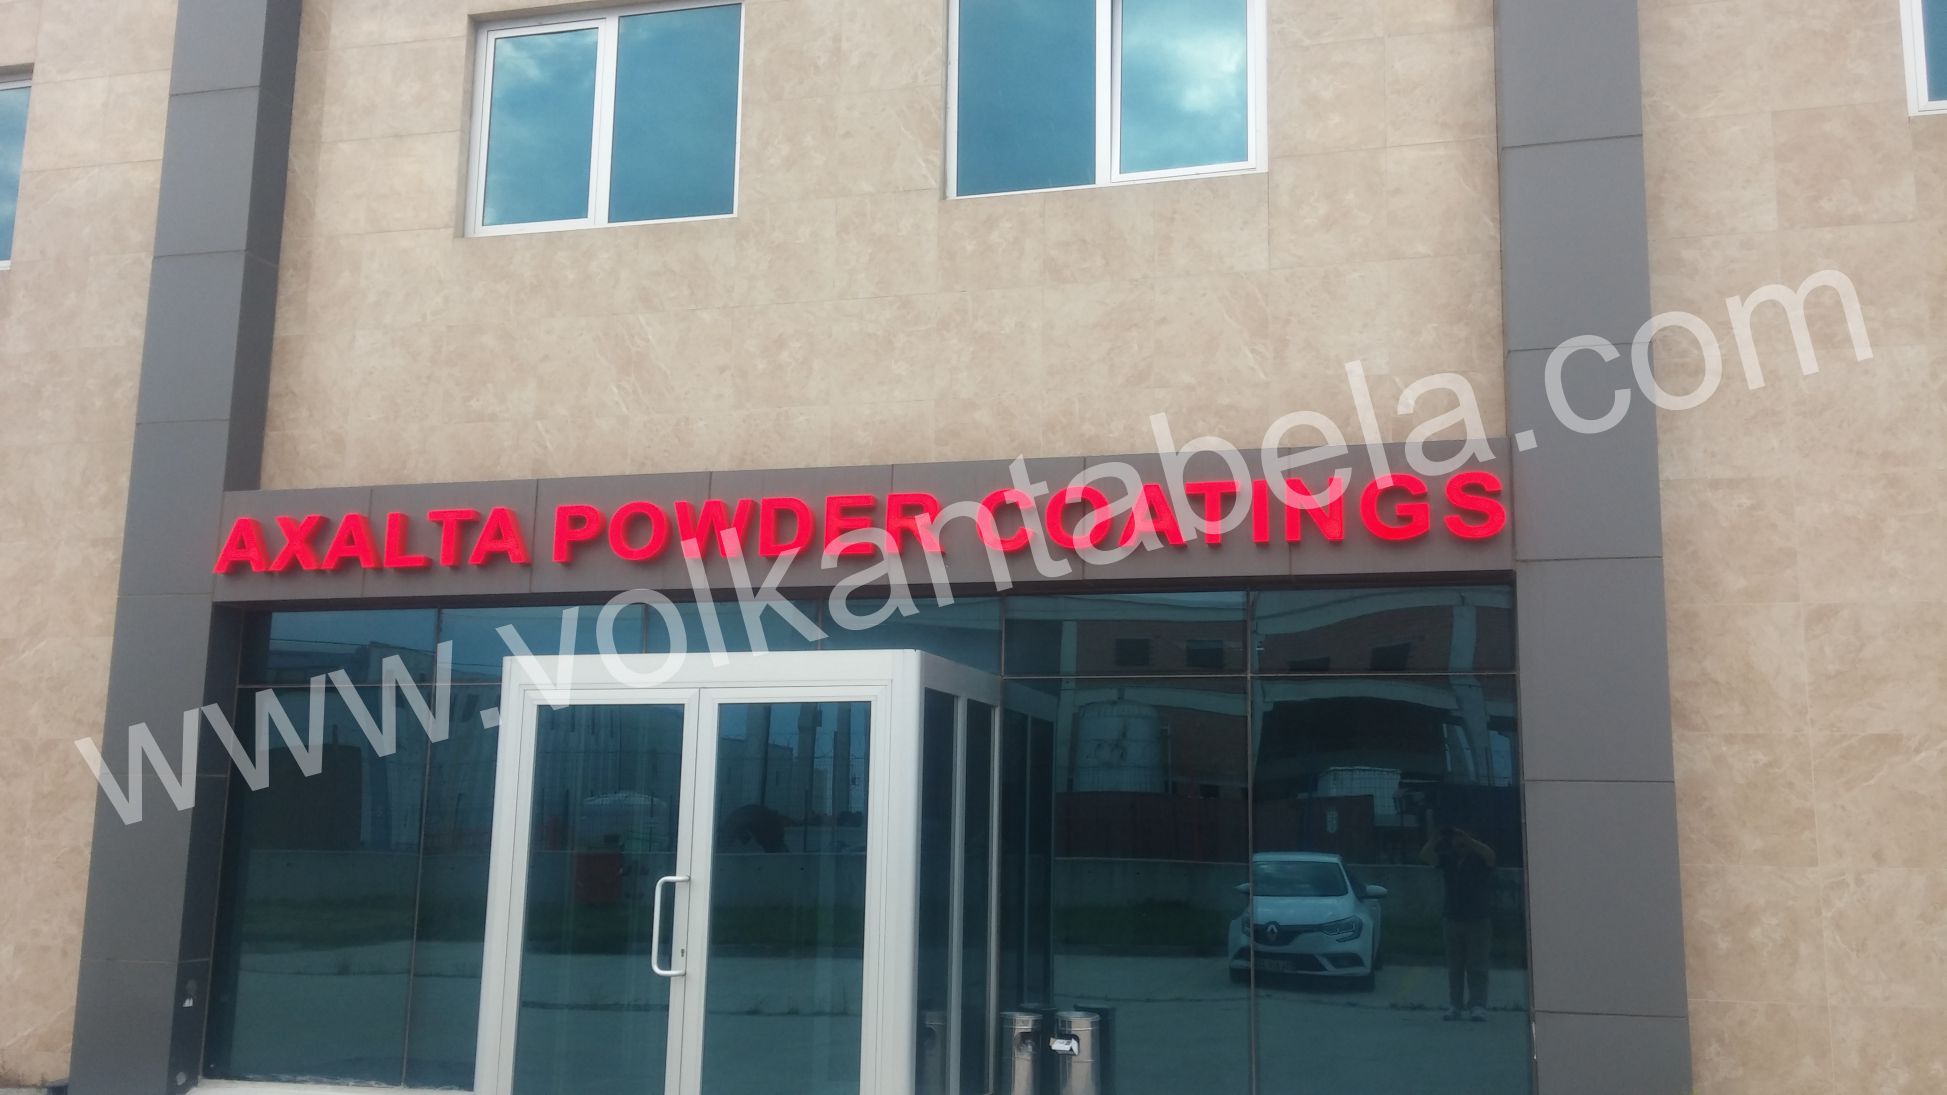 AXALTA POWDER COATINGS
www.volkantabela.com